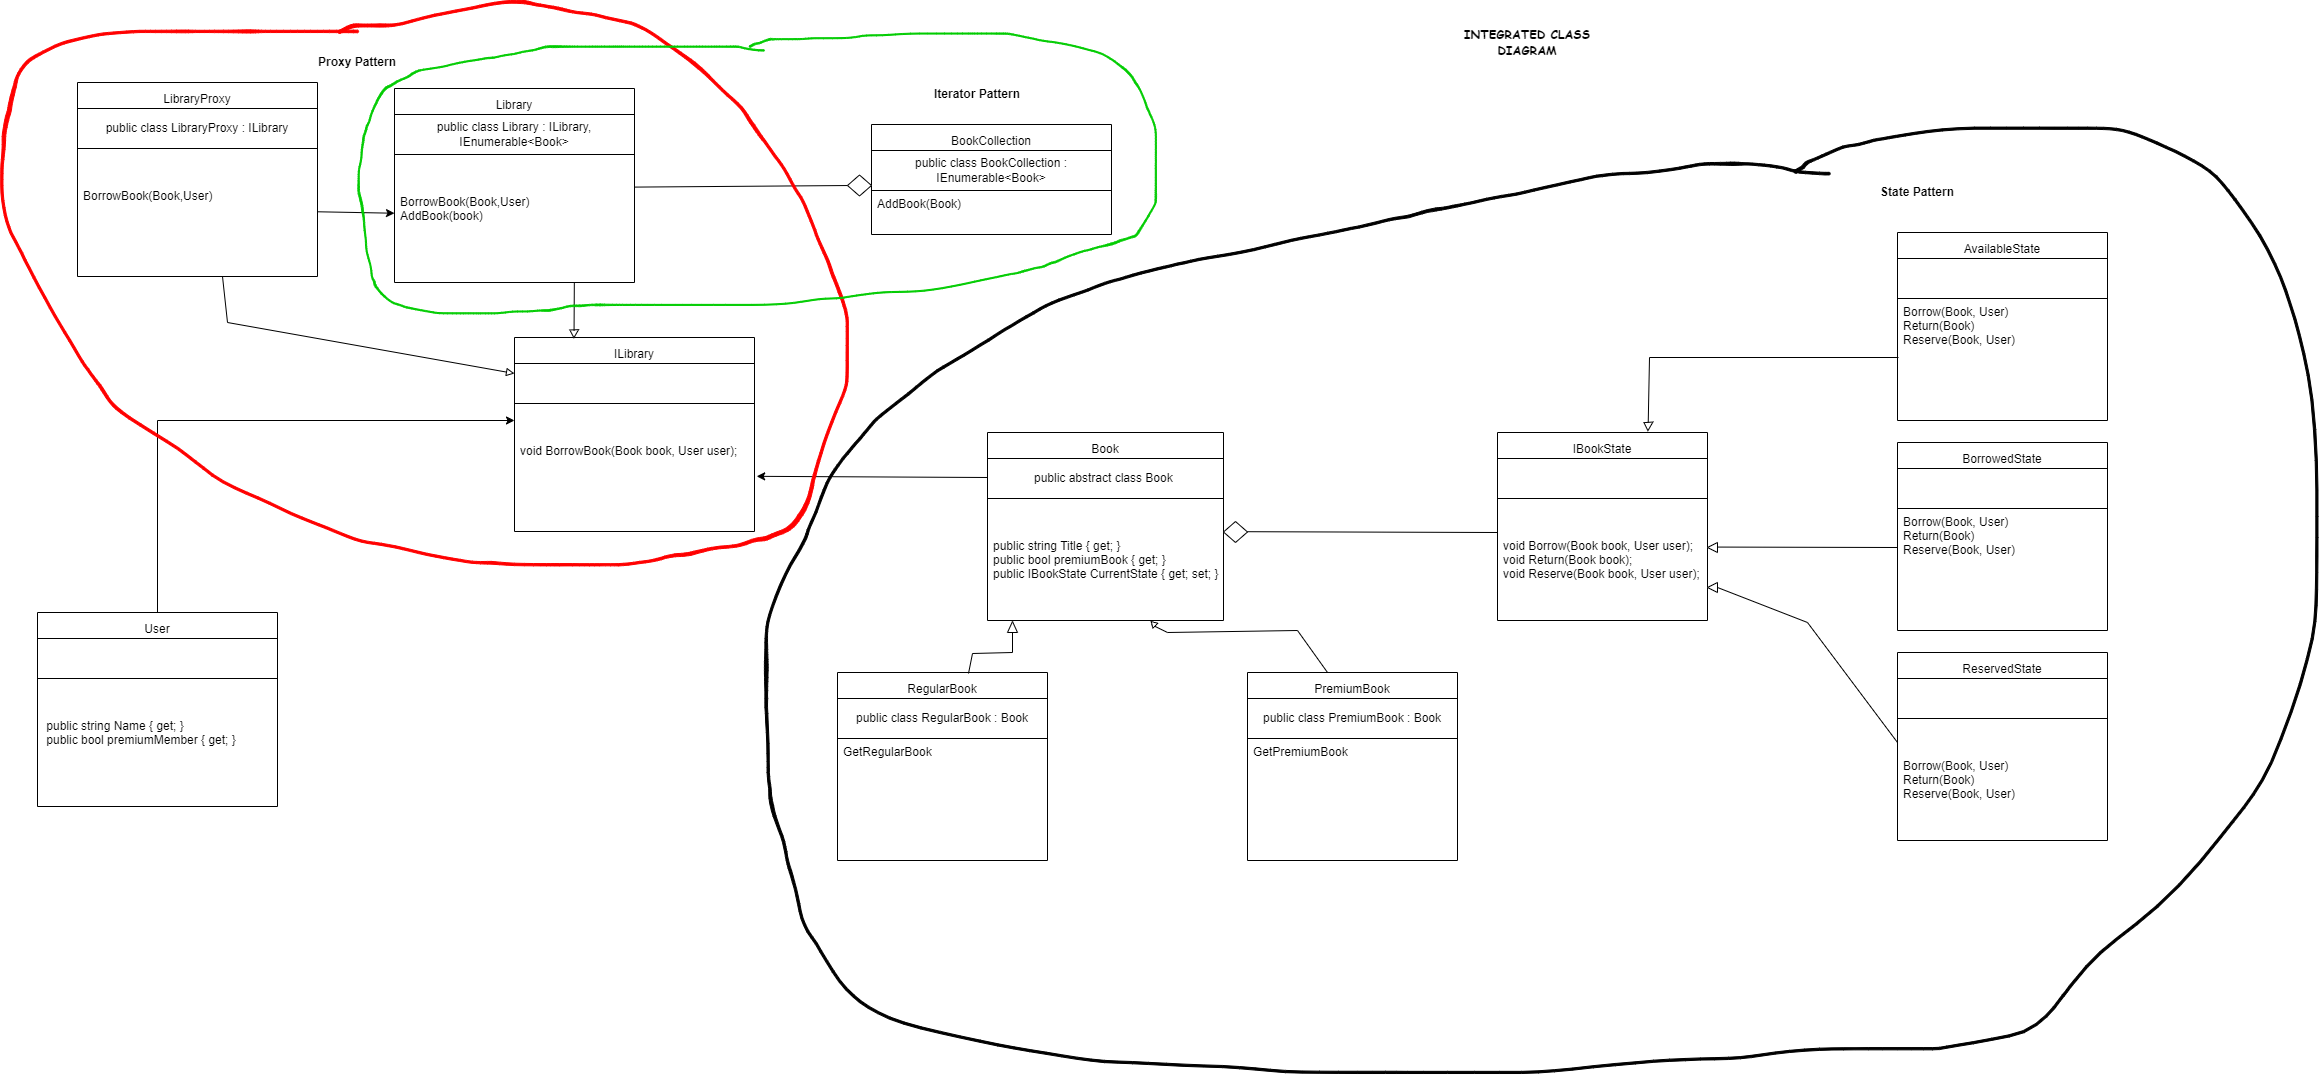 INTEGRATED CLASS
DIAGRAM
Proxy Pattern
LibraryProxy
public class LibraryProxy : ILibrary
BorrowBook(Book,User)
Library
public class Library : ILibrary,
IEnumerable<Book>
BorrowBook(Book,User)
AddBook(book)
Iterator Pattern
BookCollection
public class BookCollection :
IEnumerable<Book>
AddBook(Book)
ILibrary
void BorrowBook(Book book, User user);
User
public string Name { get; }
public bool premiumMember { get; }
State Pattern
Book
public abstract class Book
public string Title { get; }
public bool premiumBook { get; }
public IBookState CurrentState { get; set; }
RegularBook
public class RegularBook : Book
GetRegularBook
PremiumBook
public class PremiumBook : Book
GetPremiumBook
IBookState
void Borrow(Book book, User user);
void Return(Book book);
void Reserve(Book book, User user);
AvailableState
Borrow(Book, User)
Return(Book)
Reserve(Book, User)
BorrowedState
Borrow(Book, User)
Return(Book)
Reserve(Book, User)
ReservedState
Borrow(Book, User)
Return(Book)
Reserve(Book, User)